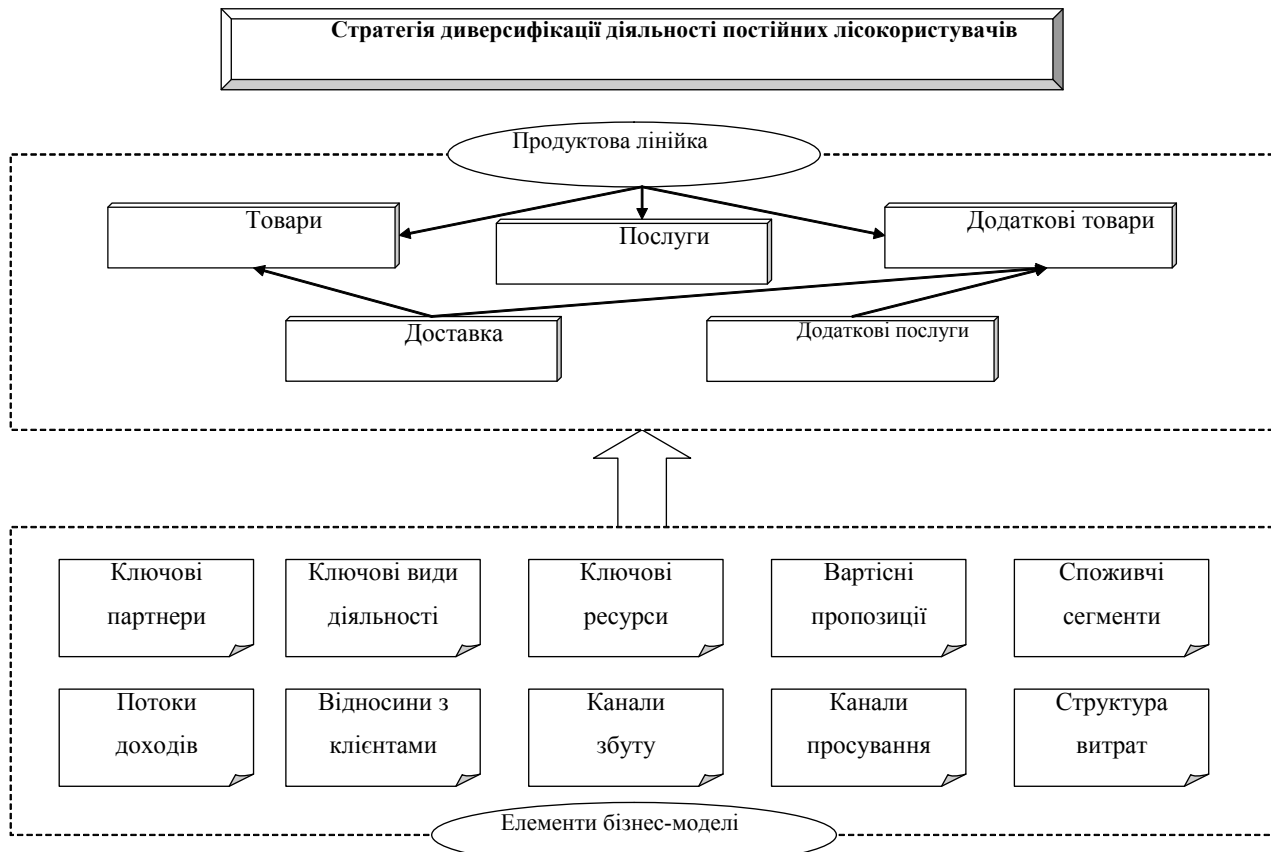 Стратегія диверсифікації діяльності постійних лісокористувачів
Продуктова лінійка
Товари
Послуги
Додаткові товари
Доставка
Додаткові послуги
Ключові
партнери
Ключові види
діяльності
Ключові
ресурси
Вартісні
пропозиції
Споживчі
сегменти
Потоки
доходів
Відносини з
клієнтами
Канали
збуту
Канали
просування
Структура
витрат
Елементи бізнес-моделі